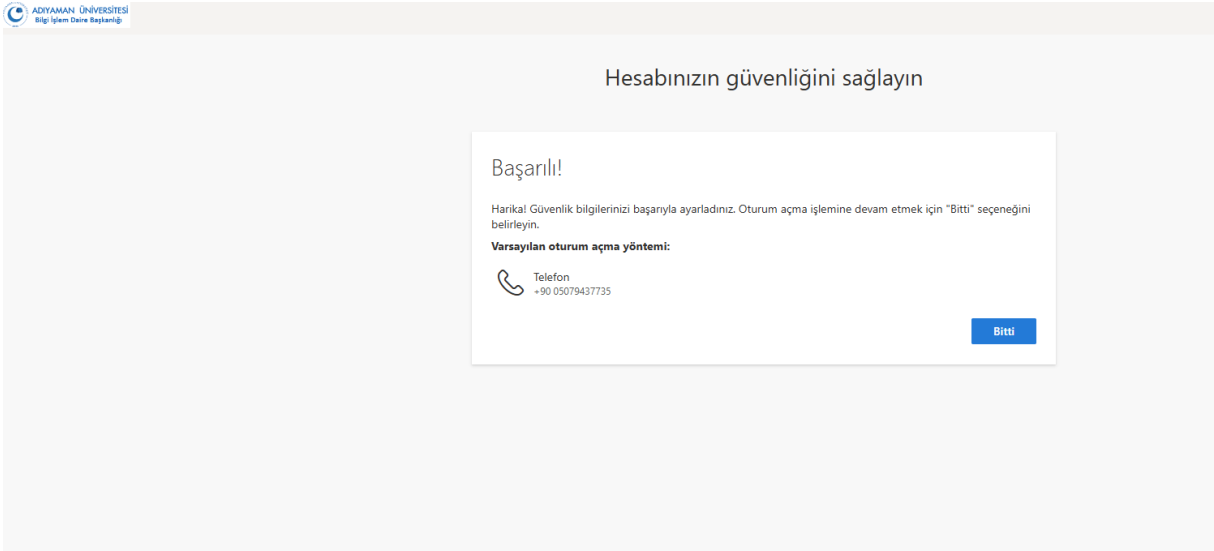 ADIYAMAN ÜNİVERSİTESİ
Bilgi İşlem Daire Başkanlığı
Hesabınızın güvenliğini sağlayın
Başarılı!
Harika! Güvenlik bilgilerinizi başarıyla ayarladınız. Oturum açma işlemine devam etmek için "Bitti" seçeneğini
belirleyin.
Varsayılan oturum açma yöntemi:
Telefon
+90 05079437735
Bitti